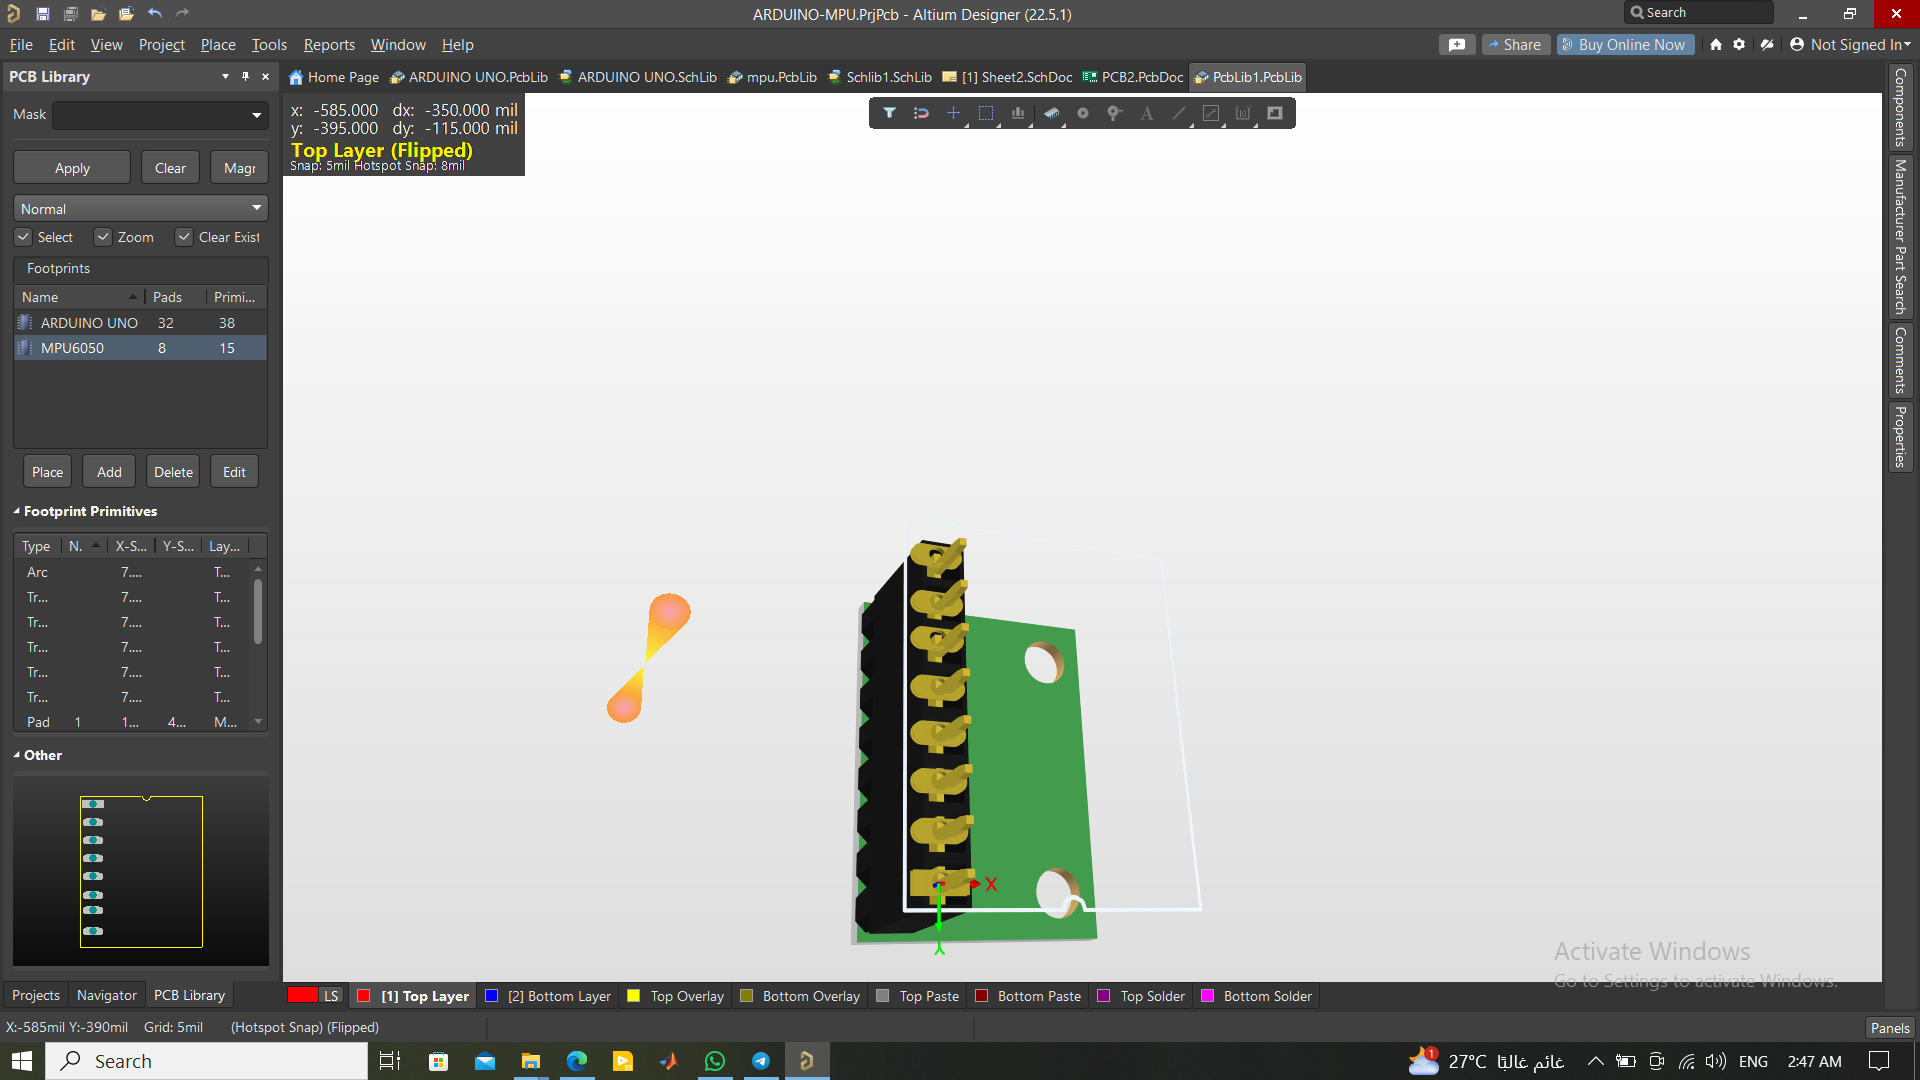 ARDUINO-MPU.PrjPcb - Altium Designer (22.5.1)
Search
File Edit View Project Place Tools Reports Window Help
Share Buy Online Now Not Signed In
PCB Library
Home Page ARDUINO UNO.PcbLib ARDUINO UNO.SchLib mpu.PcbLib Schlib1.SchLib [1] Sheet2.SchDoc PCB2.PcbDoc PcbLib1.PcbLib
Mask
x: -585.000 dx: -350.000 mil
y: -395.000 dy: -115.000 mil
Top Layer (Flipped)
Snap: 5mil Hotspot Snap: 8mil
Apply Clear Magr
Normal
Select Zoom Clear Exist
Footprints
Name Pads Primi...
ARDUINO UNO 32 38
MPU6050 8 15
Place Add Delete Edit
Footprint Primitives
Type N. X-S... Y-S... Lay...
Arc 7.... T...
Tr... 7.... T...
Tr... 7.... T...
Tr... 7.... T...
Tr... 7.... T...
Tr... 7.... T...
Pad 1 1... 4... M...
Other
Components
Manufacturer Part Search
Comments
Properties
X
Y
Activate Windows
Go to Settings to activate Windows.
Projects Navigator PCB Library
LS [1] Top Layer [2] Bottom Layer Top Overlay Bottom Overlay Top Paste Bottom Paste Top Solder Bottom Solder
X:-585mil Y:-390mil Grid: 5mil (Hotspot Snap) (Flipped)
Panels
Search
1 27°C غائم غالبًا ENG 2:47 AM